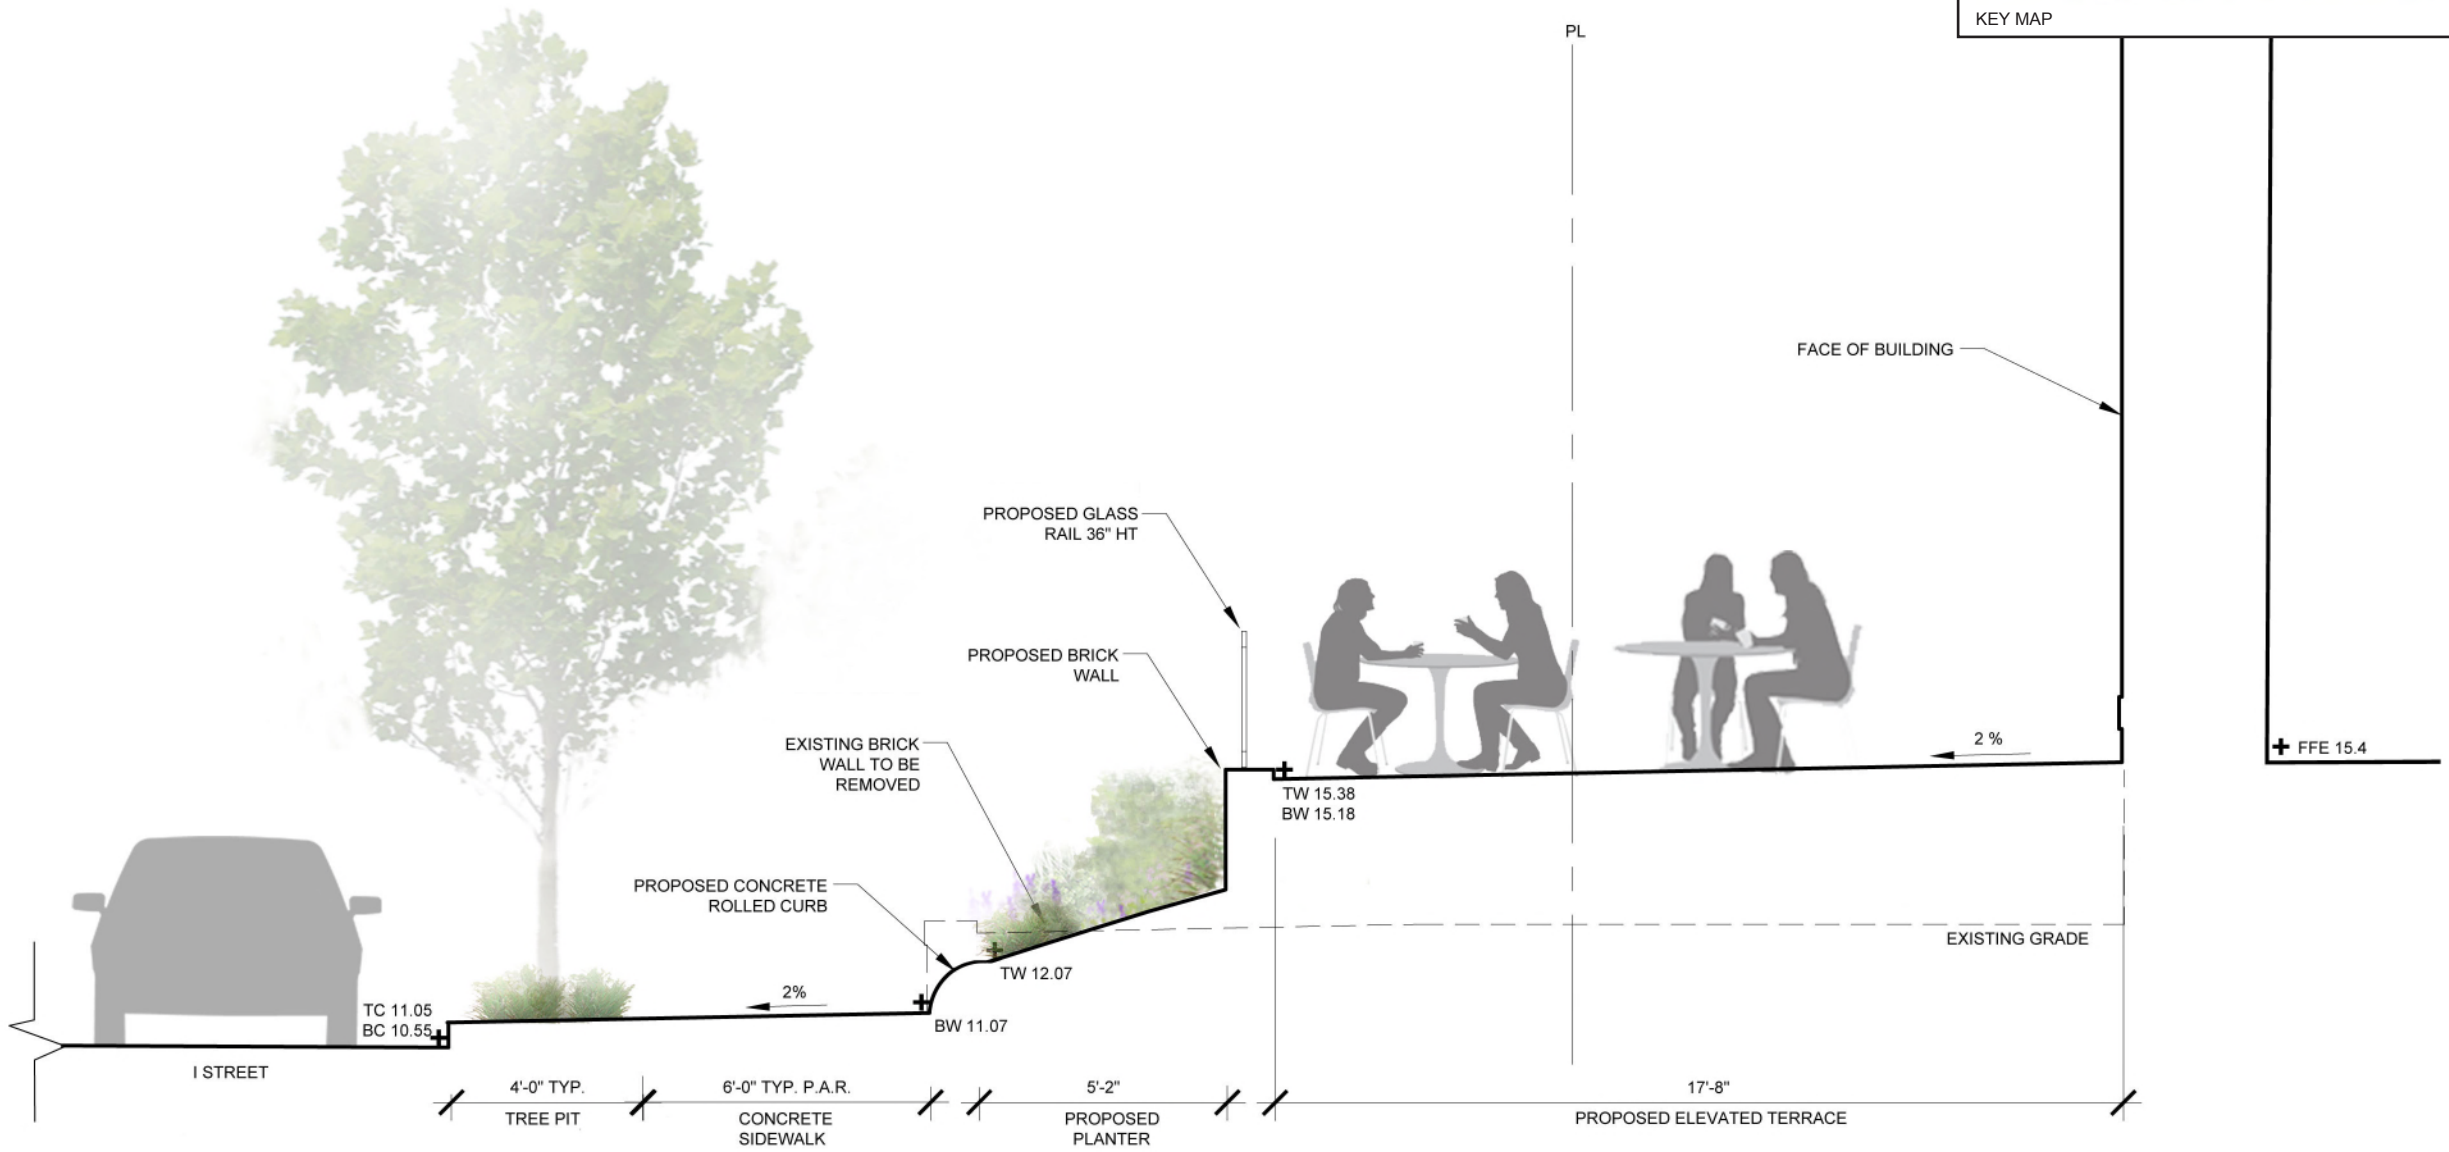 KEY MAP
PL
FACE OF BUILDING
PROPOSED GLASS
RAIL 36" HT
PROPOSED BRICK
WALL
EXISTING BRICK
WALL TO BE
REMOVED
2 %
FFE 15.4
TW 15.38
BW 15.18
PROPOSED CONCRETE
ROLLED CURB
EXISTING GRADE
TW 12.07
2%
TC 11.05
BC 10.55
BW 11.07
I STREET
4'-0" TYP.
TREE PIT
6'-0" TYP. P.A.R.
CONCRETE
SIDEWALK
5'-2"
PROPOSED
PLANTER
17'-8"
PROPOSED ELEVATED TERRACE